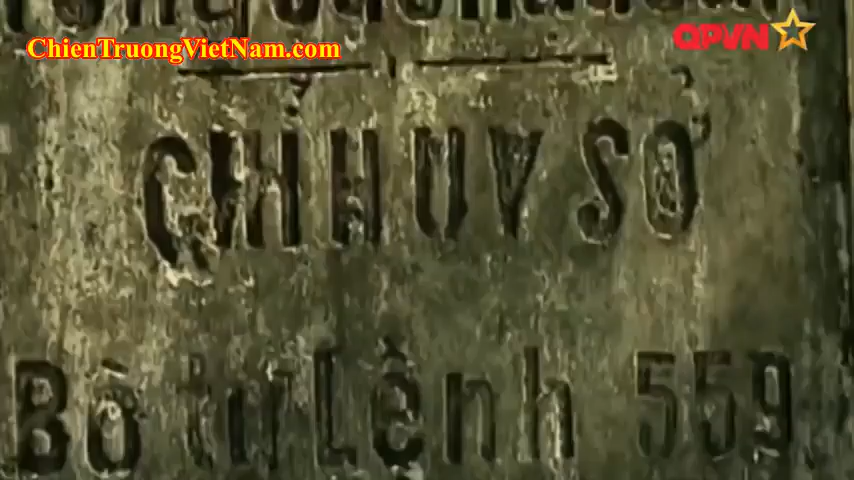 QPVN
ChienTruongVietNam.com
CHỈ HUY SỞ
Bộ tư Lệnh 559